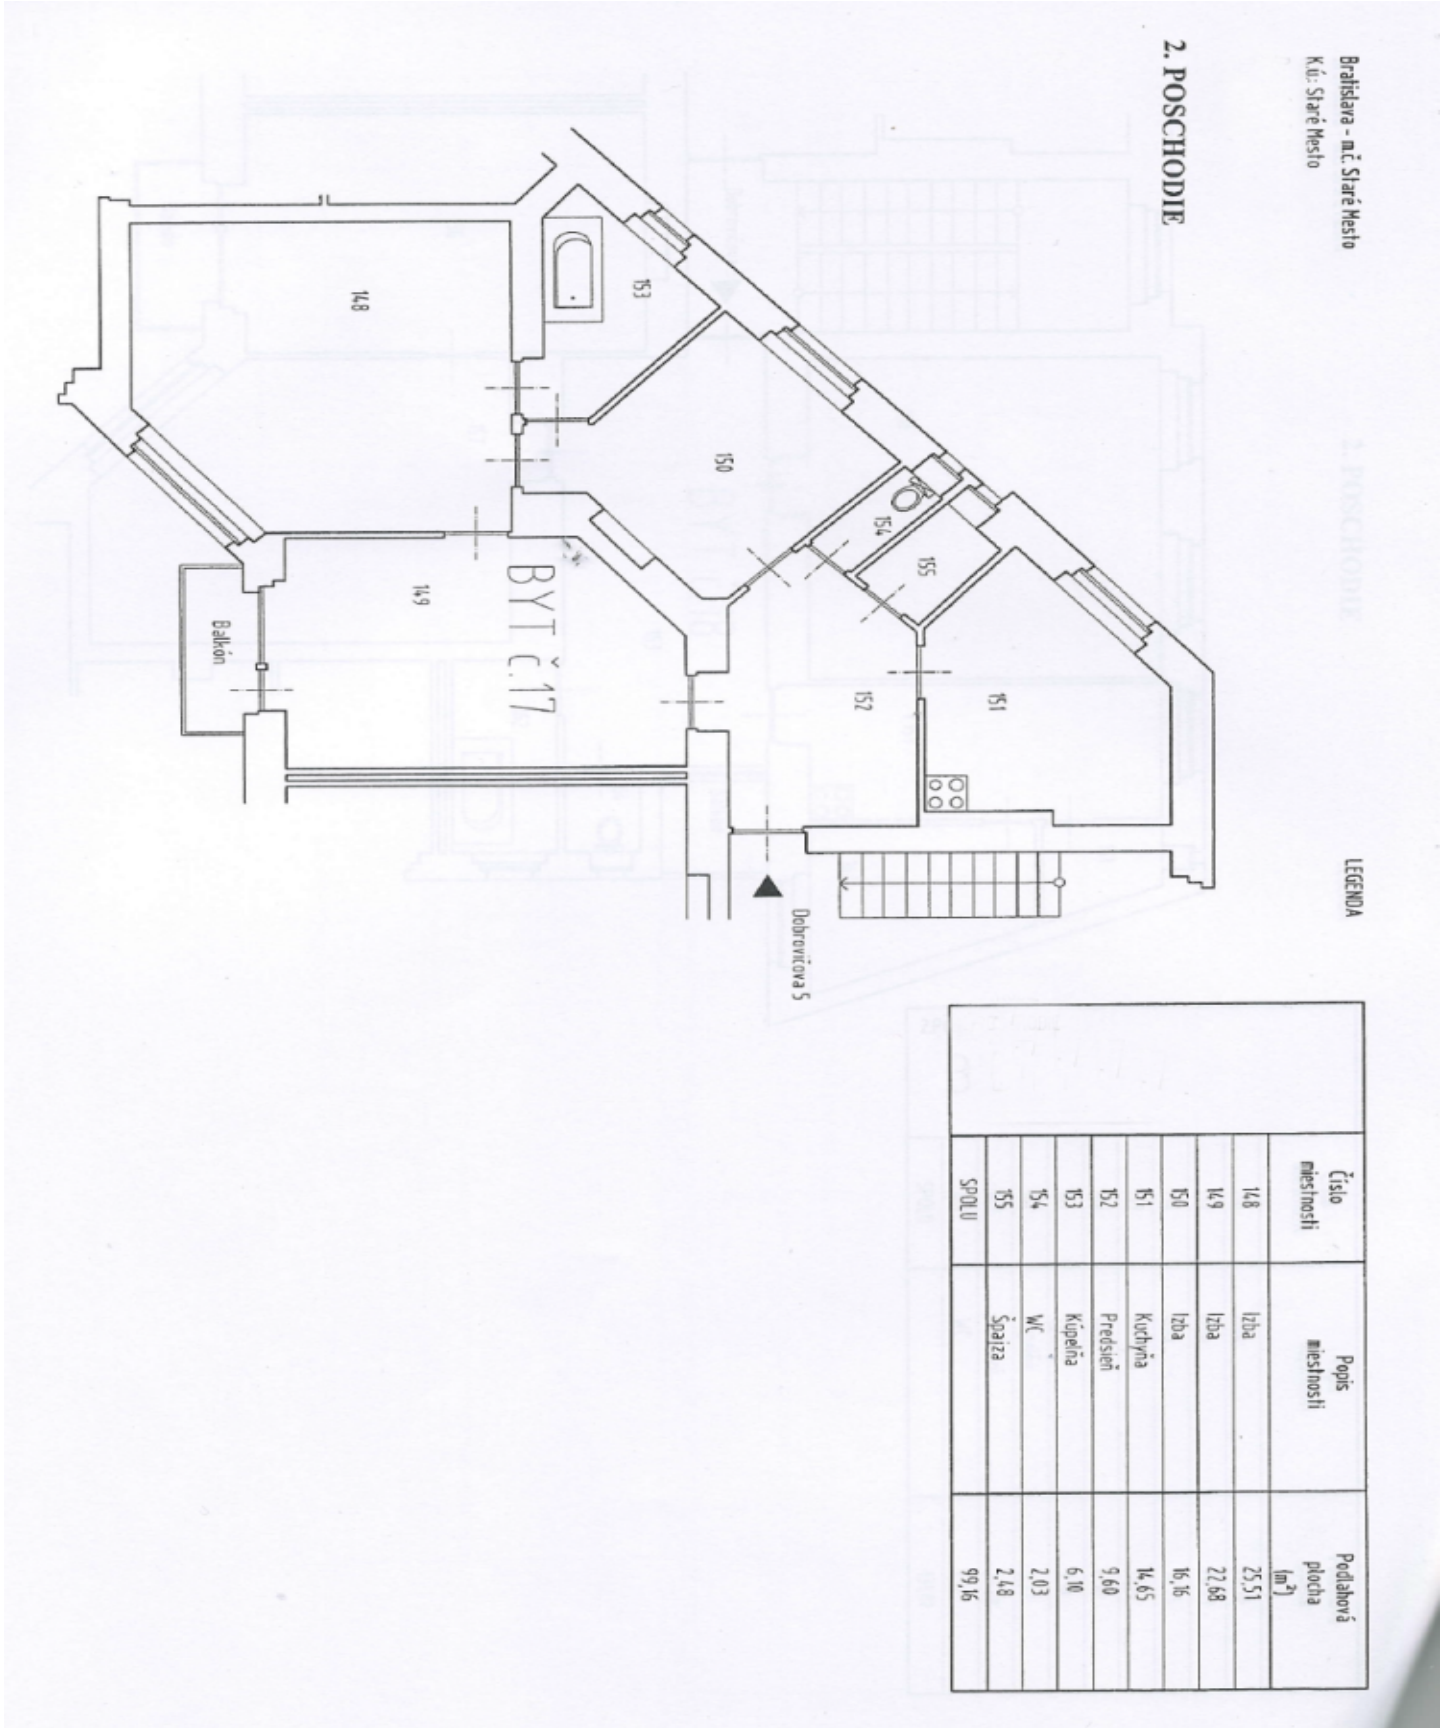 Bratislava - m.č. Staré Mesto
K.ú.: Staré Mesto
2. POSCHODIE
LEGENDA
Číslo miestnosti Popis miestnosti Podlahová plocha (m²)
148 Izba 25,51
149 Izba 22,68
150 Izba 16,16
151 Kuchyňa 14,65
152 Predsieň 9,60
153 Kúpeľňa 6,10
154 WC 2,03
155 Špajza 2,48
SPOLU 99,16
151
155
154
152
Dobrovičova 5
150
153
BYT č.17
149
148
Balkón